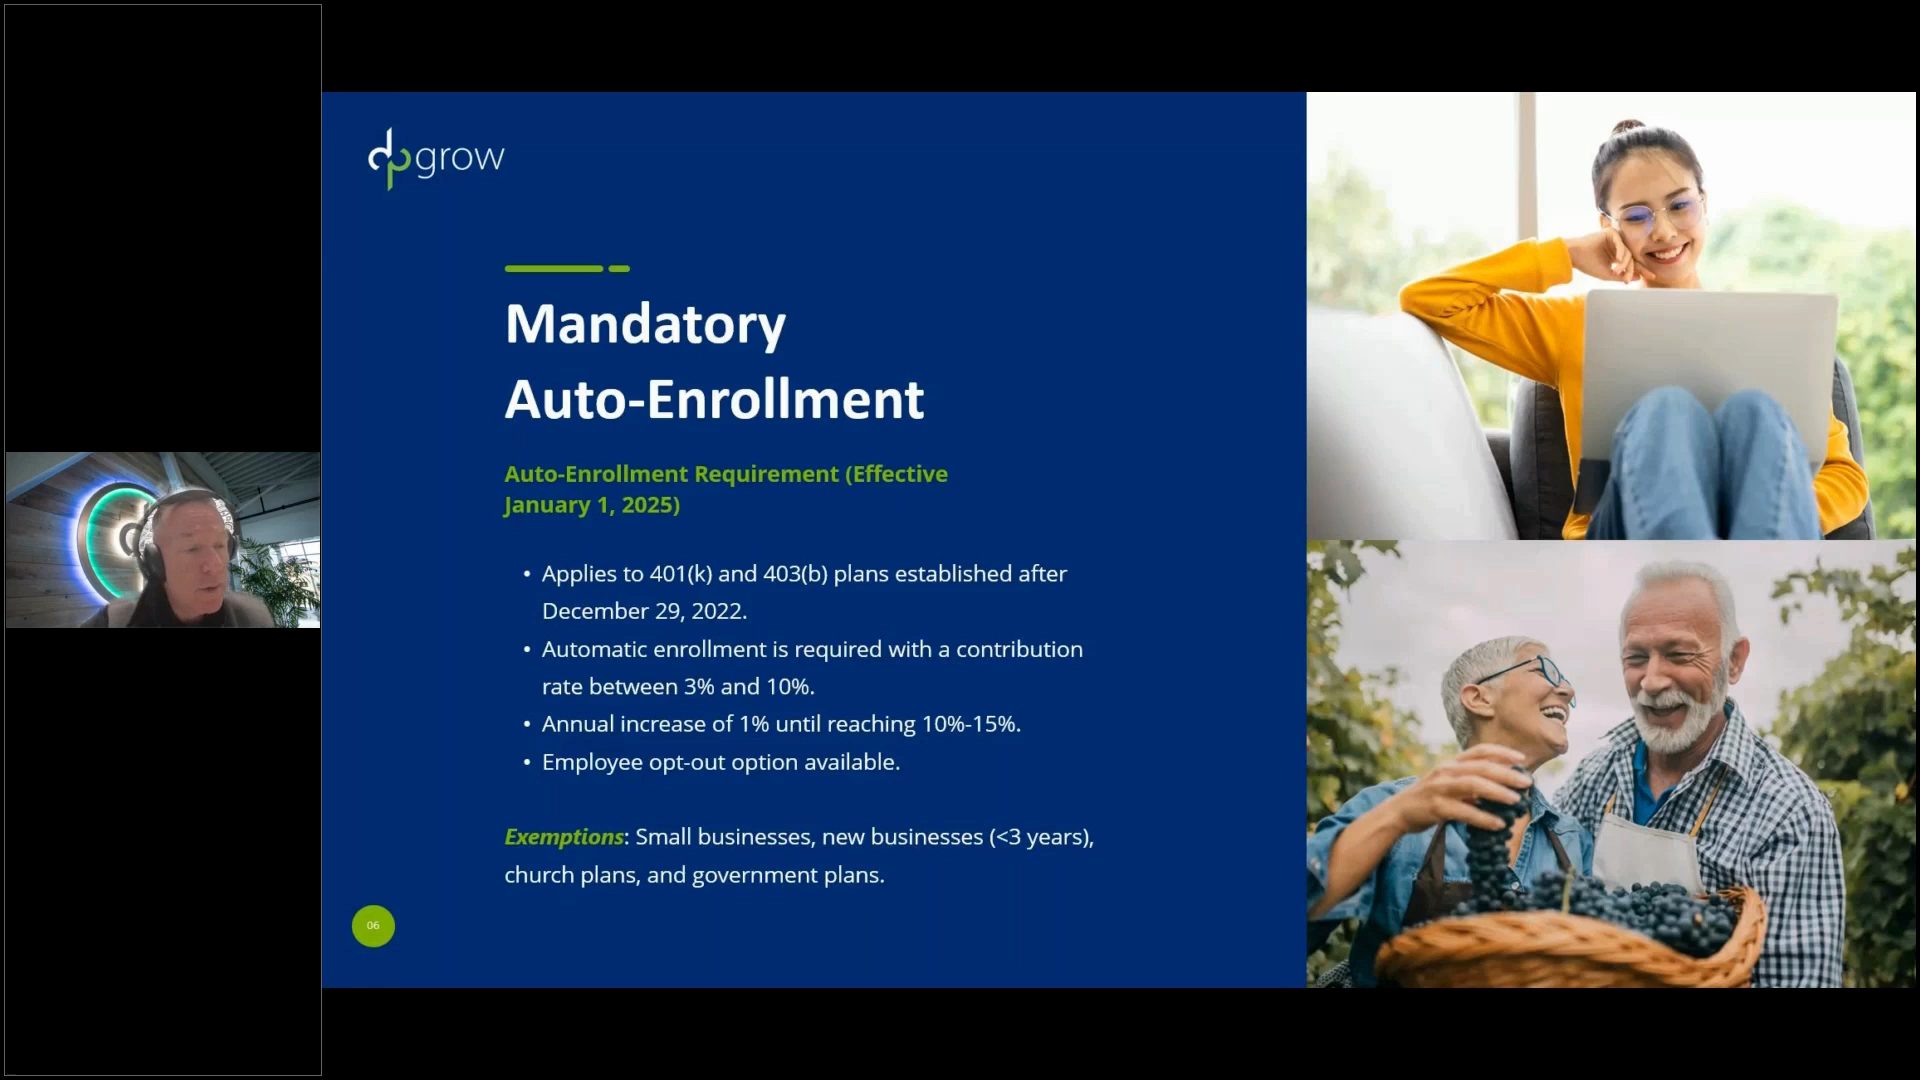 dp grow
Mandatory
Auto-Enrollment
Auto-Enrollment Requirement (Effective
January 1, 2025)
• Applies to 401(k) and 403(b) plans established after
December 29, 2022.
• Automatic enrollment is required with a contribution
rate between 3% and 10%.
• Annual increase of 1% until reaching 10%-15%.
• Employee opt-out option available.
Exemptions: Small businesses, new businesses (<3 years),
church plans, and government plans.
06